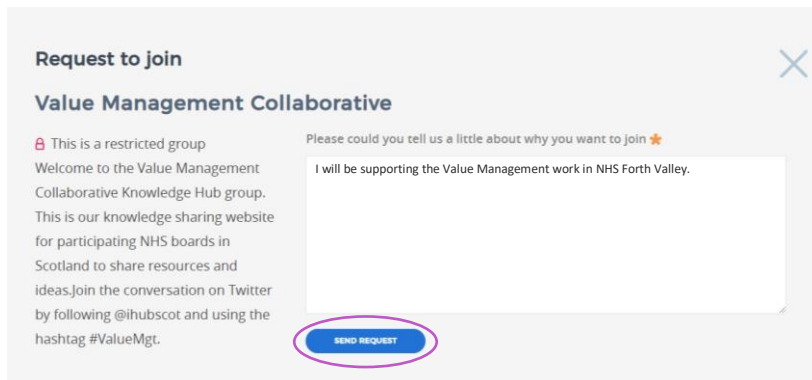 Request to join
Value Management Collaborative
This is a restricted group
Welcome to the Value Management
Collaborative Knowledge Hub group.
This is our knowledge sharing website
for participating NHS boards in
Scotland to share resources and
ideas.Join the conversation on Twitter
by following @ihubscot and using the
hashtag #ValueMgt.
Please could you tell us a little about why you want to join *
I will be supporting the Value Management work in NHS Forth Valley.
SEND REQUEST